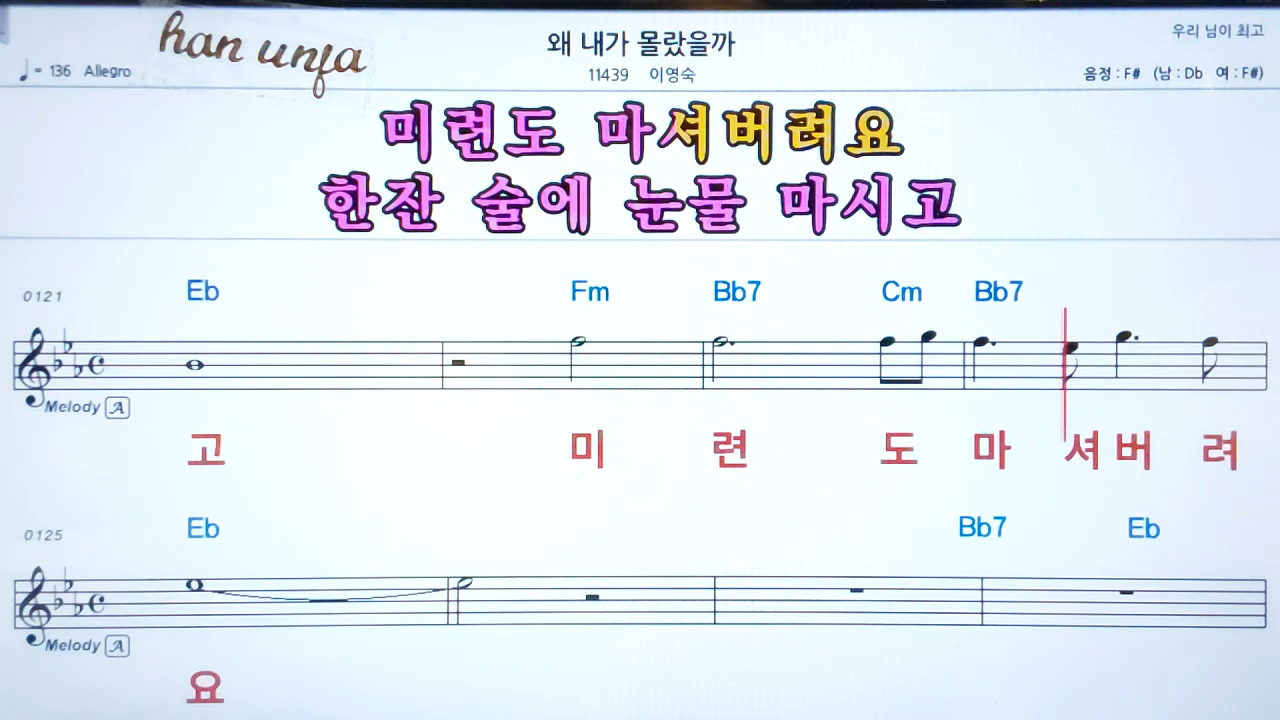 han unja
왜 내가 몰랐을까
우리 님이 최고
♩= 136 Allegro
11439 이영숙
음정 : F# (남 : Db 여 : F#)
미련도 마셔버려요
한잔 술에 눈물 마시고
0121 Eb Fm Bb7 Cm Bb7
Melody A
고 미 련 도 마 셔 버 려
0125 Eb Bb7 Eb
Melody A
요